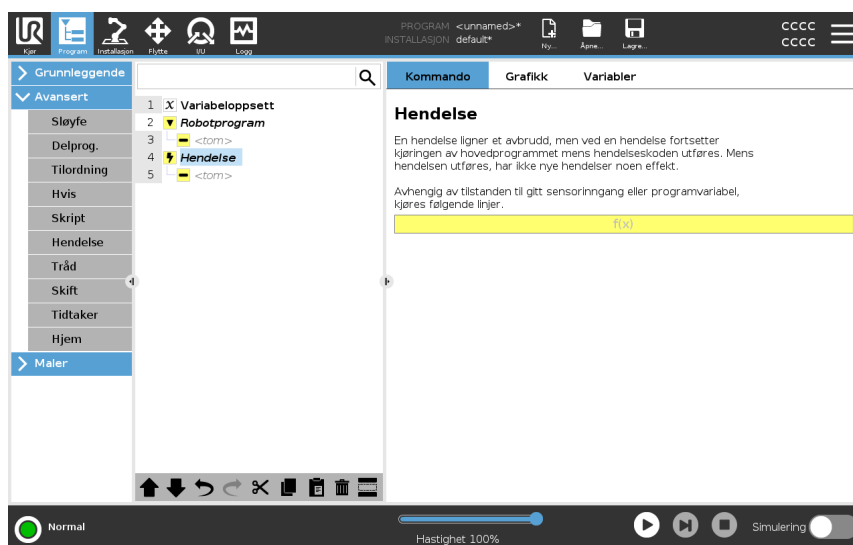 PROGRAM <unnamed>*
INSTALLASJON default*
CCCC
CCCC
Kjør Program Installasjon Flytte I/U Logg Ny... Åpne... Lagre...
Grunnleggende
Avansert
Sløyfe
Delprog.
Tilordning
Hvis
Skript
Hendelse
Tråd
Skift
Tidtaker
Hjem
Maler
1 X Variabeloppsett
2 Robotprogram
3 <tom>
4 Hendelse
5 <tom>
Kommando Grafikk Variabler
Hendelse
En hendelse ligner et avbrudd, men ved en hendelse fortsetter
kjøringen av hovedprogrammet mens hendelseskoden utføres. Mens
hendelsen utføres, har ikke nye hendelser noen effekt.
Avhengig av tilstanden til gitt sensorinngang eller programvariabel,
kjøres følgende linjer.
f(x)
Normal
Hastighet 100%
Simulering